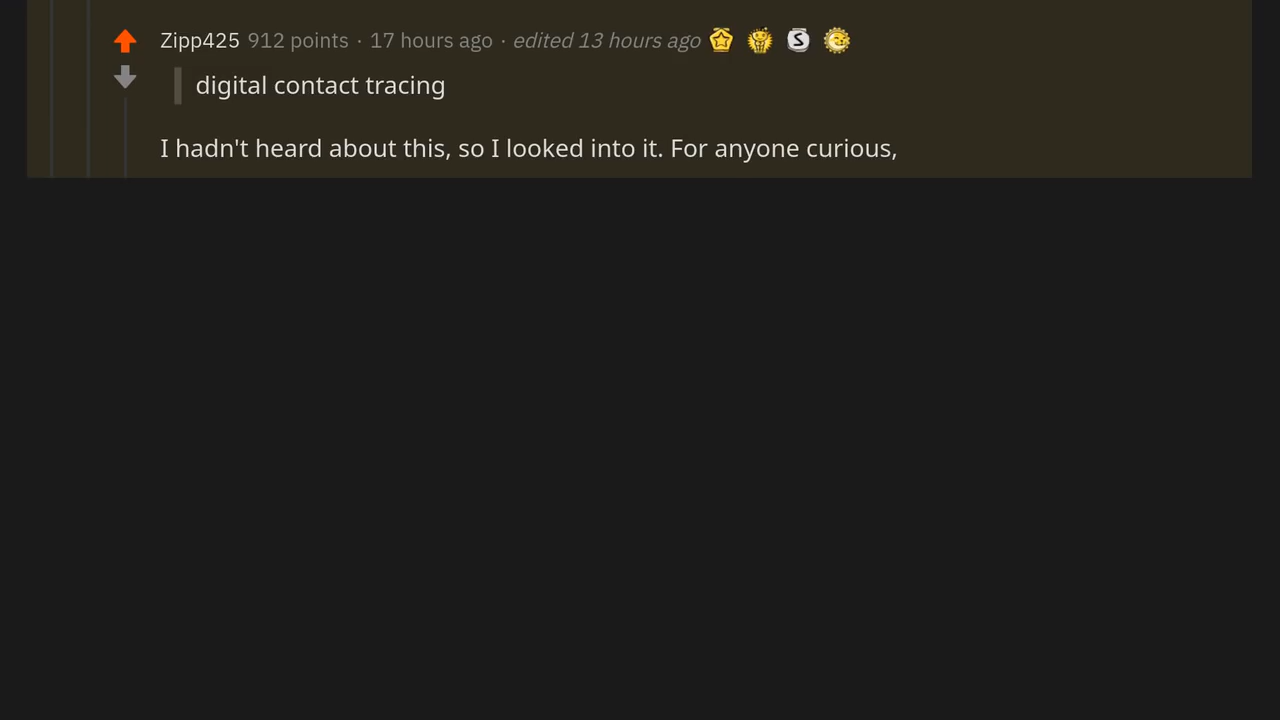 Zipp425 912 points · 17 hours ago · edited 13 hours ago
digital contact tracing
I hadn't heard about this, so I looked into it. For anyone curious,